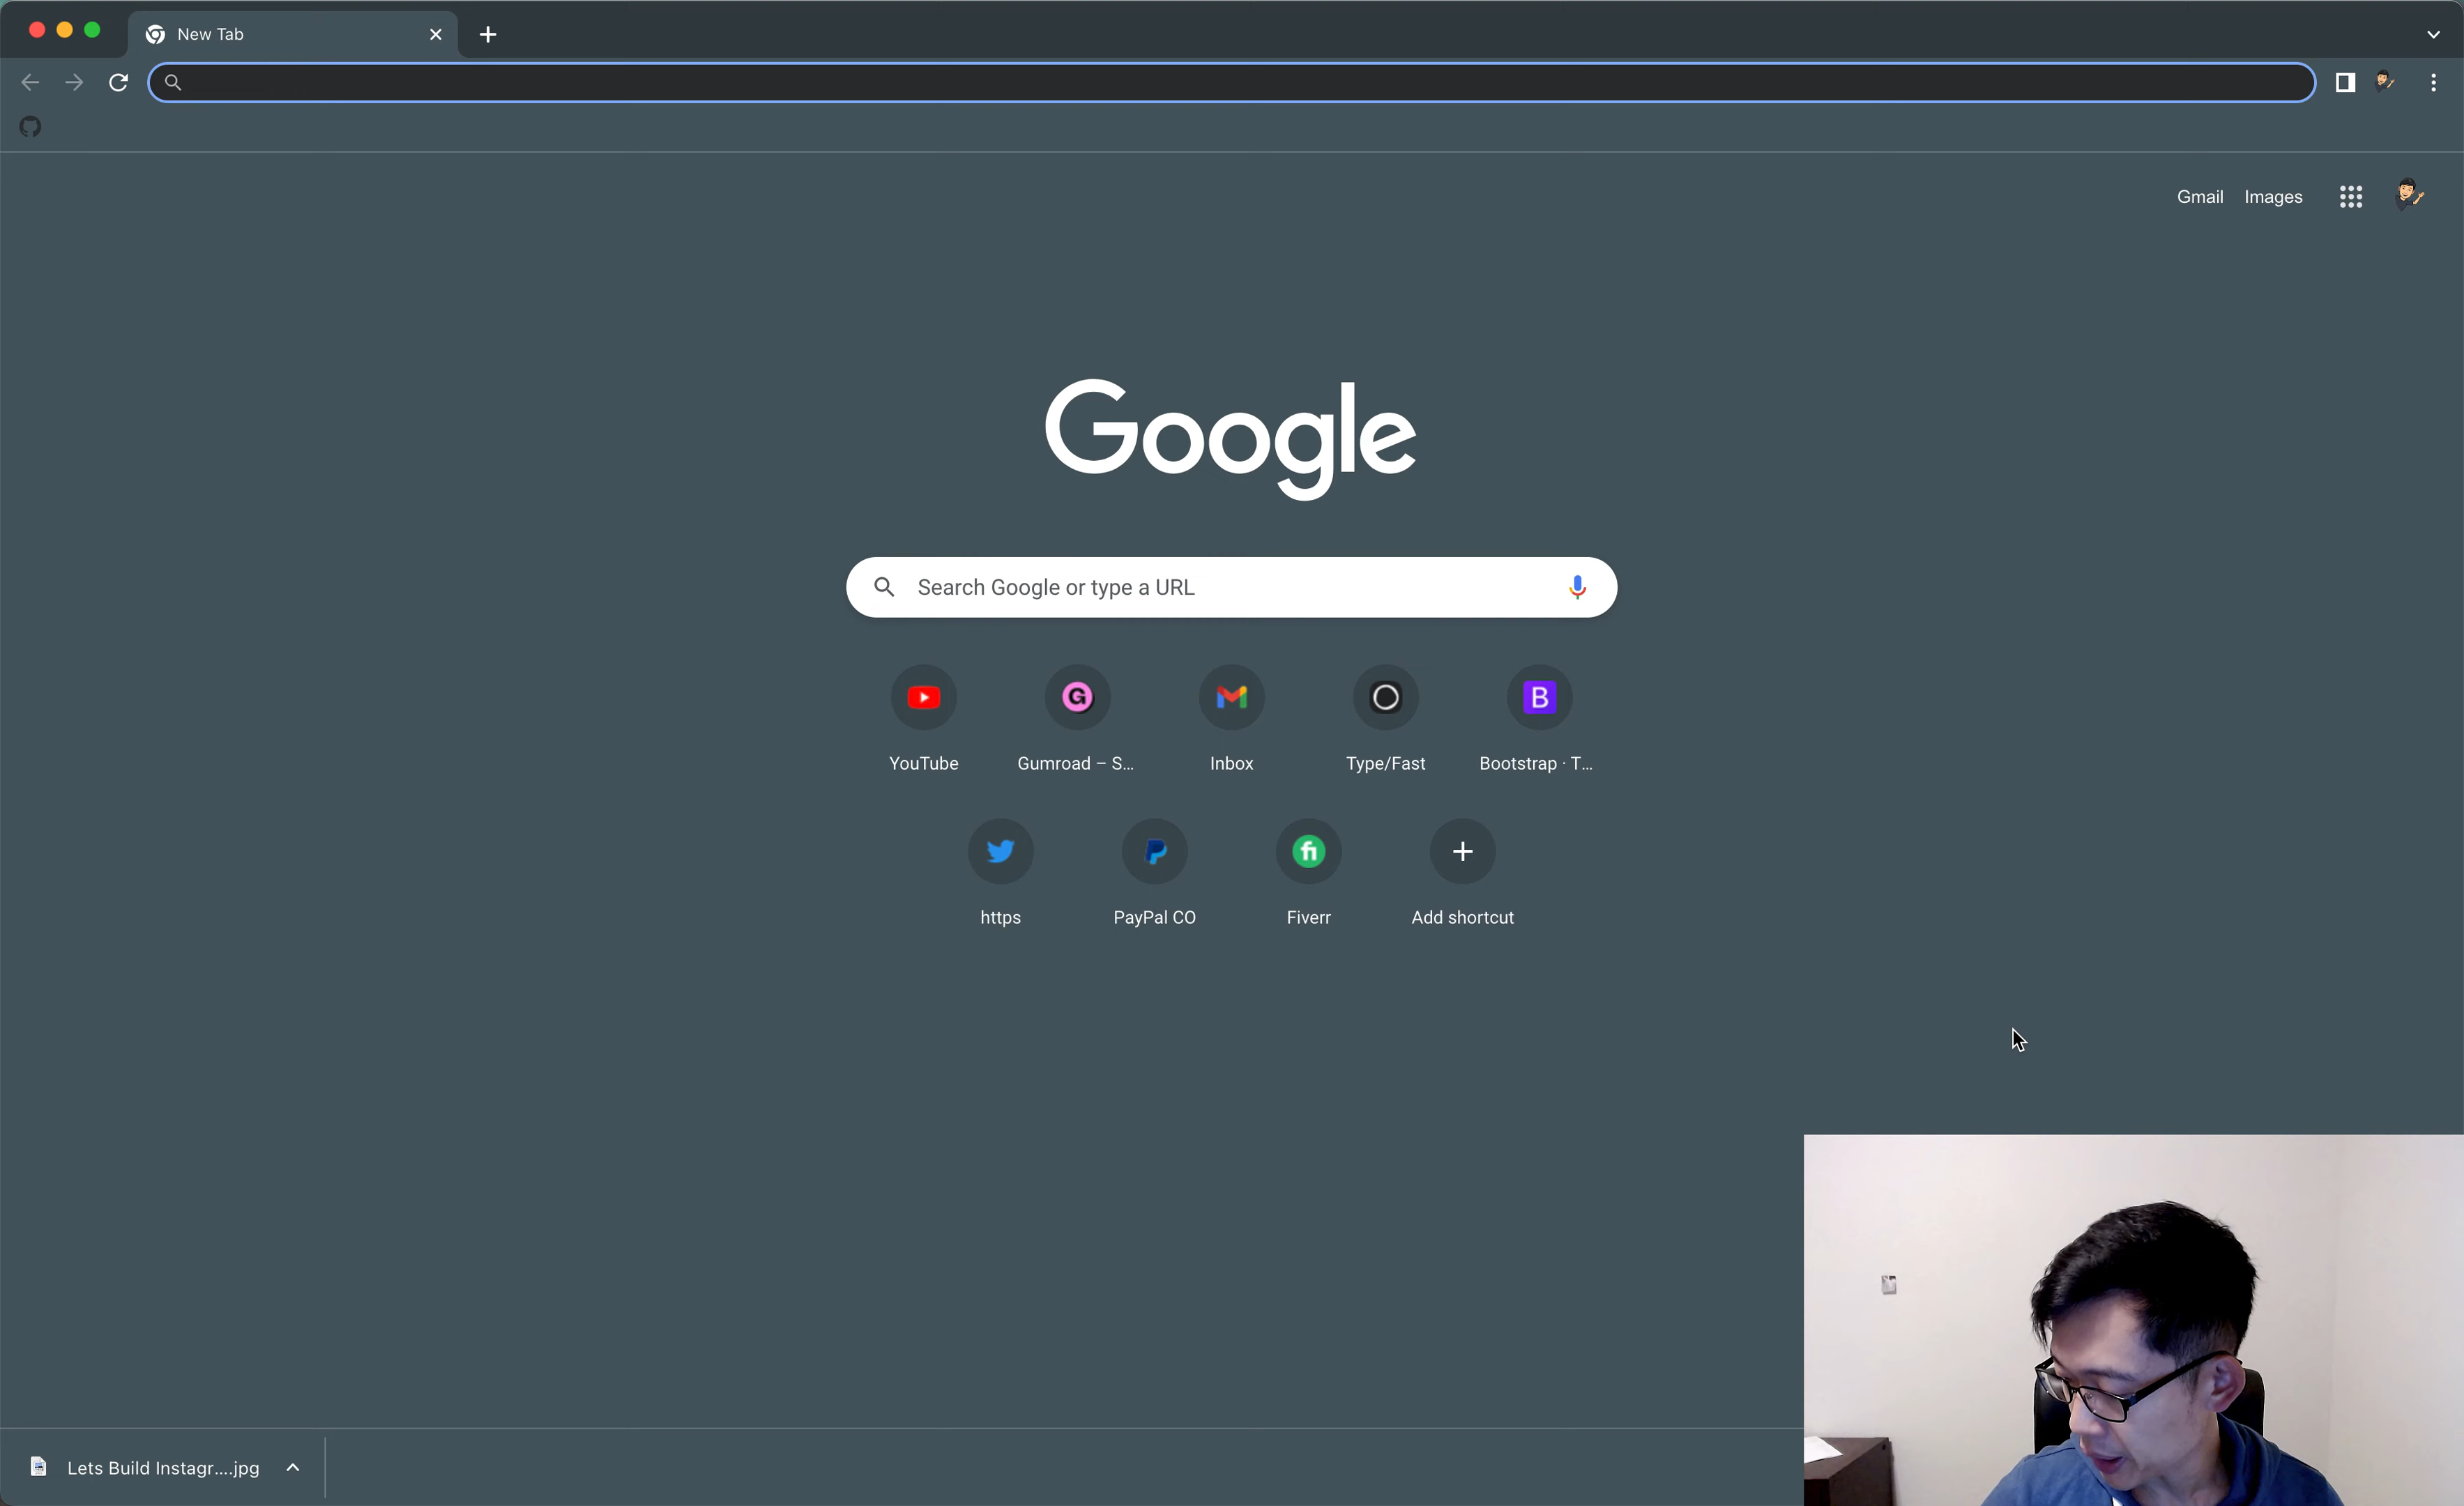 New Tab
Gmail Images
Google
Search Google or type a URL
YouTube
Gumroad – S...
Inbox
Type/Fast
Bootstrap · T...
https
PayPal CO
Fiverr
Add shortcut
Lets Build Instagr....jpg